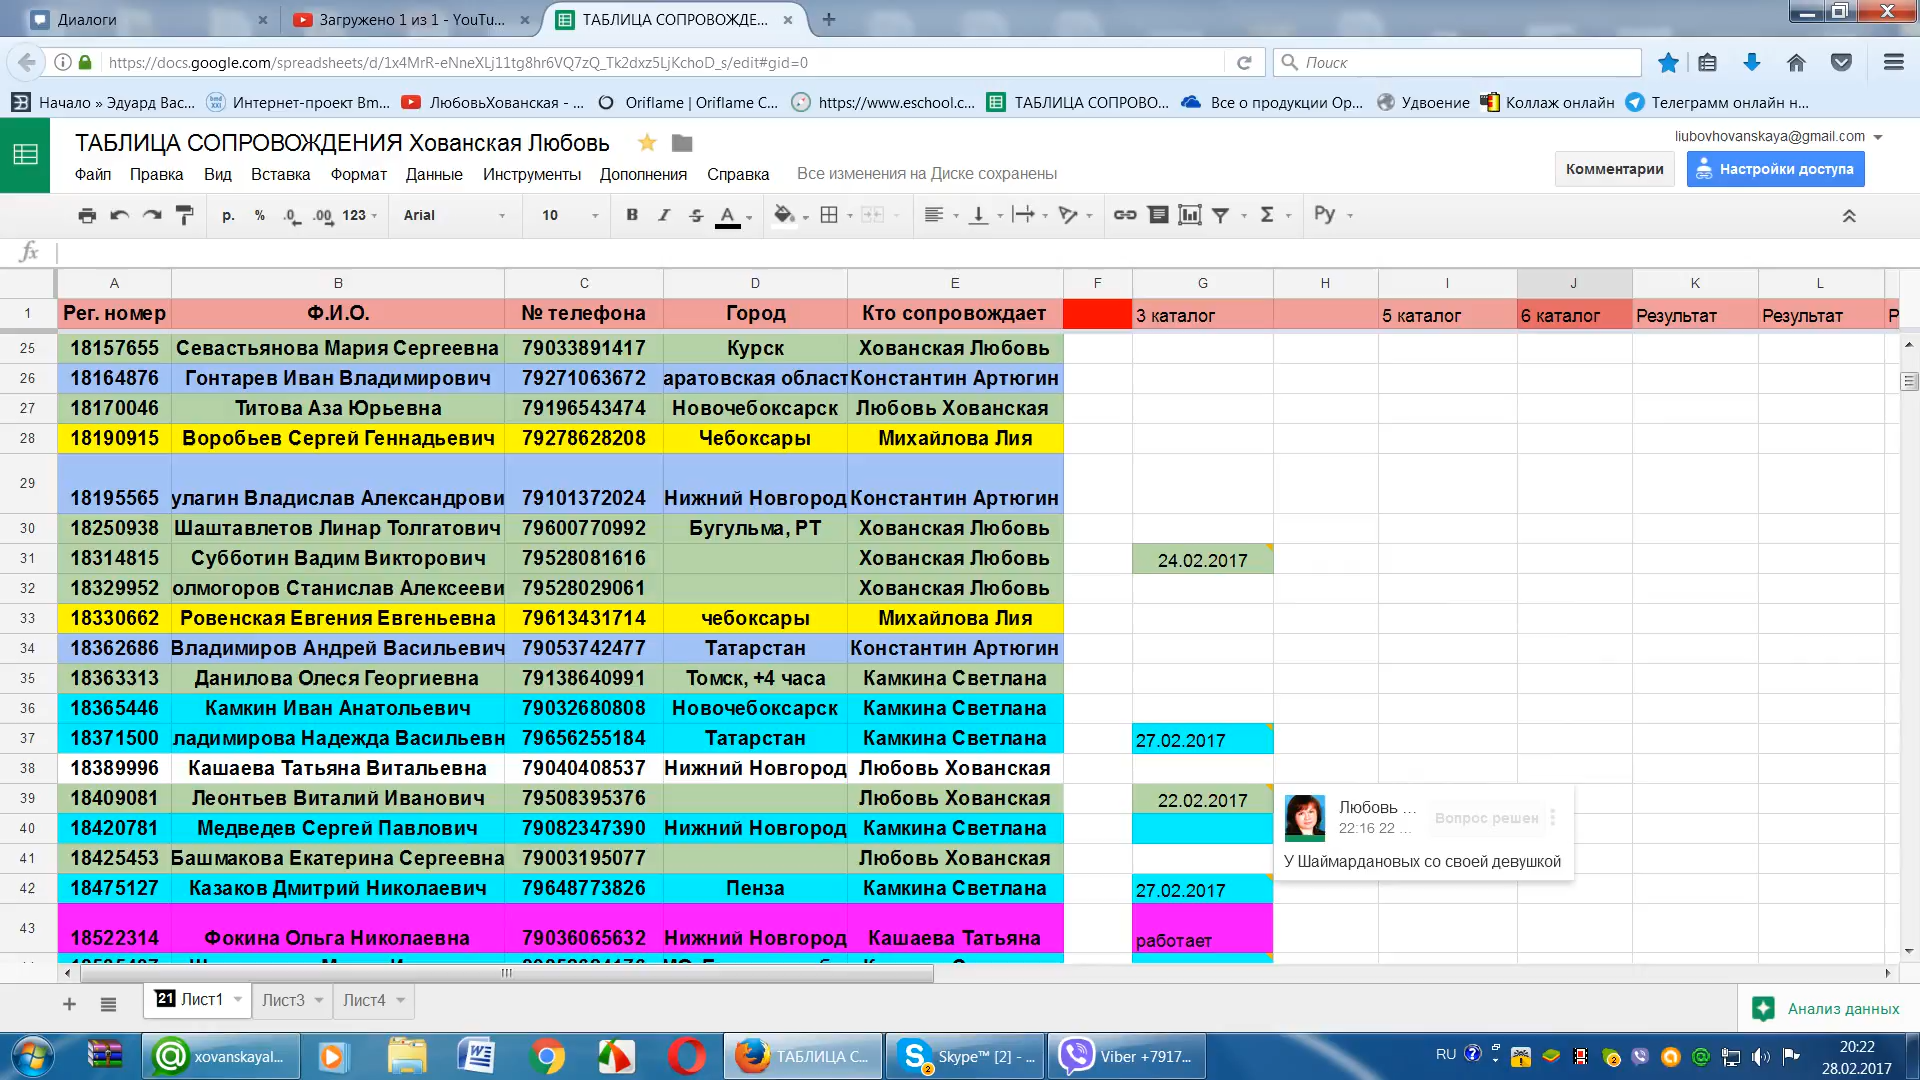 Диалоги
Загружено 1 из 1 - YouTu...
ТАБЛИЦА СОПРОВОЖДЕ...
https://docs.google.com/spreadsheets/d/1x4MrR-eNneXLj11tg8hr6VQ7zQ_Tk2dxz5LjKchoD_s/edit#gid=0
Поиск
Начало » Эдуард Вас...
Интернет-проект Bm...
ЛюбовьХованская - ...
Oriflame | Oriflame C...
https://www.eschool.c...
ТАБЛИЦА СОПРОВО...
Все о продукции Ор...
Удвоение
Коллаж онлайн
Телеграмм онлайн н...
ТАБЛИЦА СОПРОВОЖДЕНИЯ Хованская Любовь
liubovhovanskaya@gmail.com
Файл Правка Вид Вставка Формат Данные Инструменты Дополнения Справка
Все изменения на Диске сохранены
Комментарии
Настройки доступа
р. % .0 .00 123 Arial 10 B I S A Σ Ру
fx
A B C D E F G H I J K L
1 Рег. номер Ф.И.О. № телефона Город Кто сопровождает 3 каталог 5 каталог 6 каталог Результат Результат Р
25 18157655 Севастьянова Мария Сергеевна 79033891417 Курск Хованская Любовь
26 18164876 Гонтарев Иван Владимирович 79271063672 аратовская област Константин Артюгин
27 18170046 Титова Аза Юрьевна 79196543474 Новочебоксарск Любовь Хованская
28 18190915 Воробьев Сергей Геннадьевич 79278628208 Чебоксары Михайлова Лия
29 18195565 улагин Владислав Александрови 79101372024 Нижний Новгород Константин Артюгин
30 18250938 Шаштавлетов Линар Толгатович 79600770992 Бугульма, РТ Хованская Любовь
31 18314815 Субботин Вадим Викторович 79528081616 Хованская Любовь 24.02.2017
32 18329952 олмогоров Станислав Алексееви 79528029061 Хованская Любовь
33 18330662 Ровенская Евгения Евгеньевна 79613431714 чебоксары Михайлова Лия
34 18362686 Владимиров Андрей Васильевич 79053742477 Татарстан Константин Артюгин
35 18363313 Данилова Олеся Георгиевна 79138640991 Томск, +4 часа Камкина Светлана
36 18365446 Камкин Иван Анатольевич 79032680808 Новочебоксарск Камкина Светлана
37 18371500 ладимирова Надежда Васильевн 79656255184 Татарстан Камкина Светлана 27.02.2017
38 18389996 Кашаева Татьяна Витальевна 79040408537 Нижний Новгород Любовь Хованская
39 18409081 Леонтьев Виталий Иванович 79508395376 Любовь Хованская 22.02.2017
40 18420781 Медведев Сергей Павлович 79082347390 Нижний Новгород Камкина Светлана
41 18425453 Башмакова Екатерина Сергеевна 79003195077 Любовь Хованская
42 18475127 Казаков Дмитрий Николаевич 79648773826 Пенза Камкина Светлана 27.02.2017
43 18522314 Фокина Ольга Николаевна 79036065632 Нижний Новгород Кашаева Татьяна работает
Любовь ...
22:16 22 ...
Вопрос решен
У Шаймардановых со своей девушкой
21 Лист1 Лист3 Лист4
Анализ данных
xovanskayal...
ТАБЛИЦА С...
Skype™ [2] - ...
Viber +7917...
RU
20:22
28.02.2017